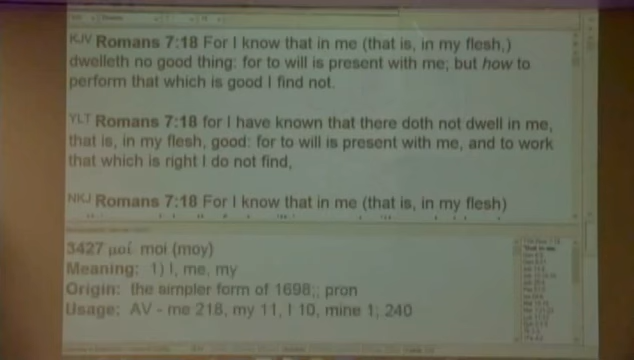 KJV Romans 7:18 For I know that in me (that is, in my flesh,)
dwelleth no good thing: for to will is present with me; but how to
perform that which is good I find not.
YLT Romans 7:18 for I have known that there doth not dwell in me,
that is, in my flesh, good: for to will is present with me, and to work
that which is right I do not find,
NKJ Romans 7:18 For I know that in me (that is, in my flesh)
3427 μοί moi (moy)
Meaning: 1) I, me, my
Origin: the simpler form of 1698;, pron
Usage: AV - me 218, my 11, I 10, mine 1; 240